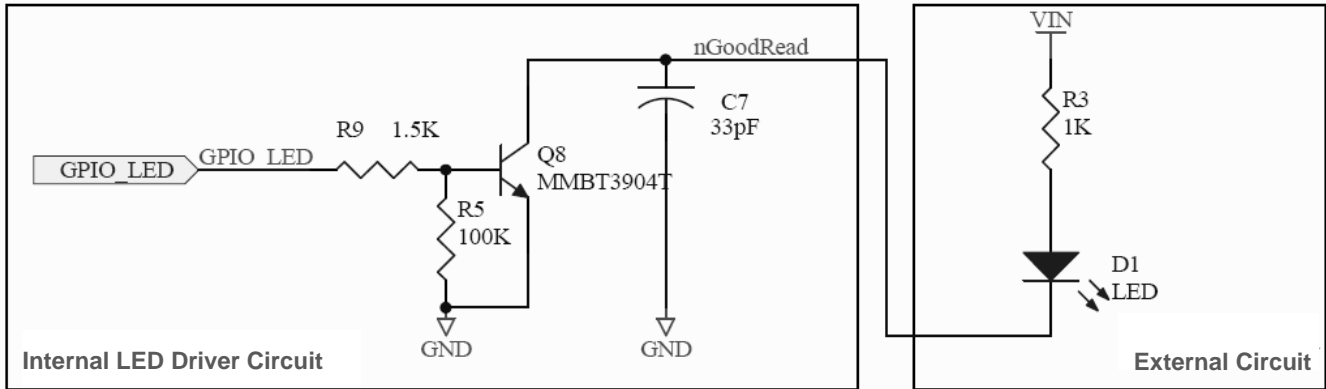 VIN
nGoodRead
R3
1K
C7
33pF
R9 1.5K
GPIO_LED
GPIO_LED
Q8
MMBT3904T
R5
100K
D1
LED
GND
GND
Internal LED Driver Circuit
External Circuit